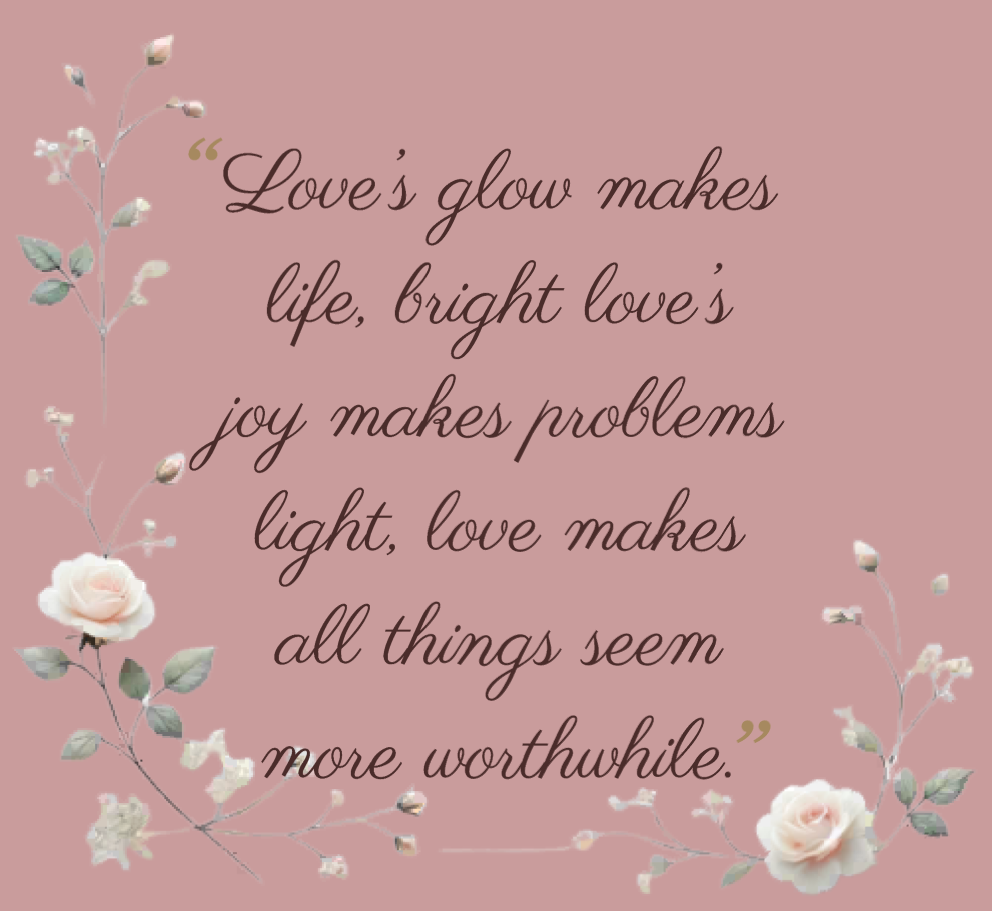 “Love’s glow makes
life, bright love’s
joy makes problems
light, love makes
all things seem
more worthwhile.”